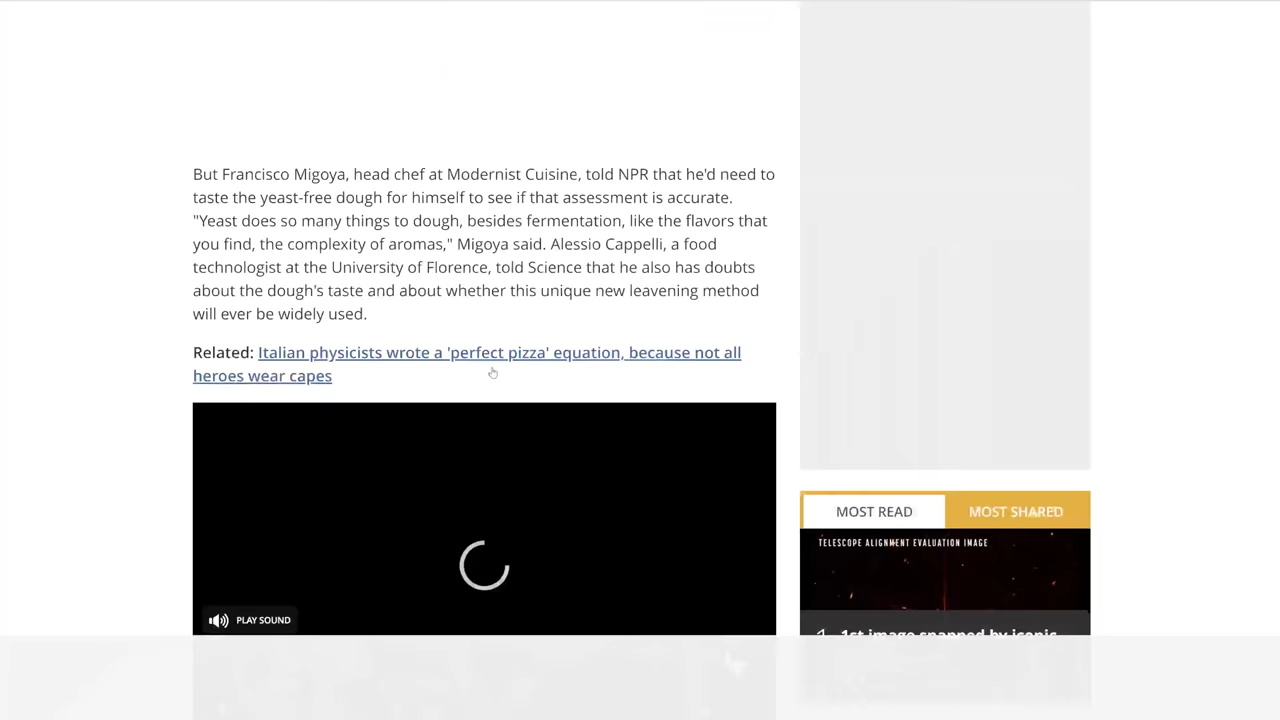 But Francisco Migoya, head chef at Modernist Cuisine, told NPR that he'd need to
taste the yeast-free dough for himself to see if that assessment is accurate.
"Yeast does so many things to dough, besides fermentation, like the flavors that
you find, the complexity of aromas," Migoya said. Alessio Cappelli, a food
technologist at the University of Florence, told Science that he also has doubts
about the dough's taste and about whether this unique new leavening method
will ever be widely used.
Related: Italian physicists wrote a 'perfect pizza' equation, because not all
heroes wear capes
PLAY SOUND
MOST READ
MOST SHARED
TELESCOPE ALIGNMENT EVALUATION IMAGE
1st image snapped by iconic